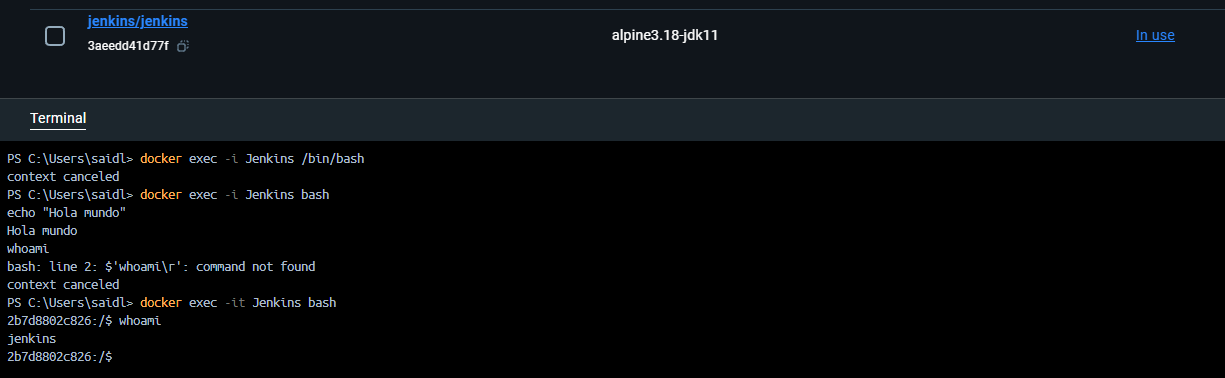 jenkins/jenkins
3aeedd41d77f
alpine3.18-jdk11
In use
Terminal
PS C:\Users\saidl> docker exec -i Jenkins /bin/bash
context canceled
PS C:\Users\saidl> docker exec -i Jenkins bash
echo "Hola mundo"
Hola mundo
whoami
bash: line 2: $'whoami\r': command not found
context canceled
PS C:\Users\saidl> docker exec -it Jenkins bash
2b7d8802c826:/$ whoami
jenkins
2b7d8802c826:/$